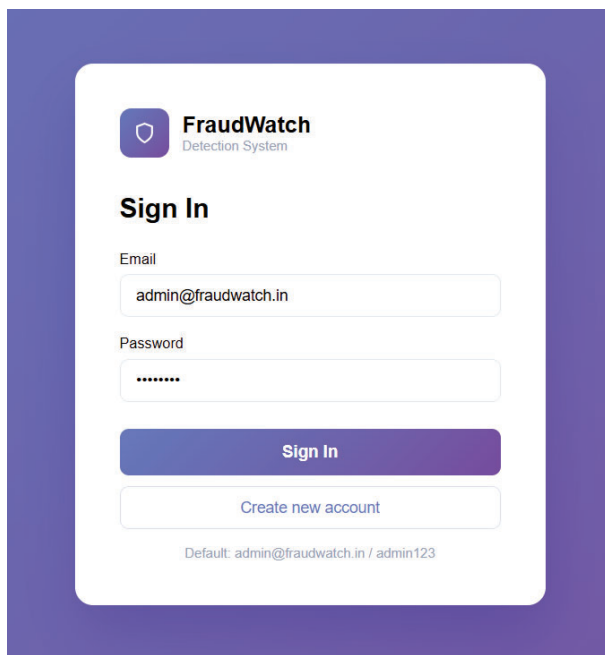 FraudWatch
Detection System
Sign In
Email
admin@fraudwatch.in
Password
••••••••
Sign In
Create new account
Default: admin@fraudwatch.in / admin123